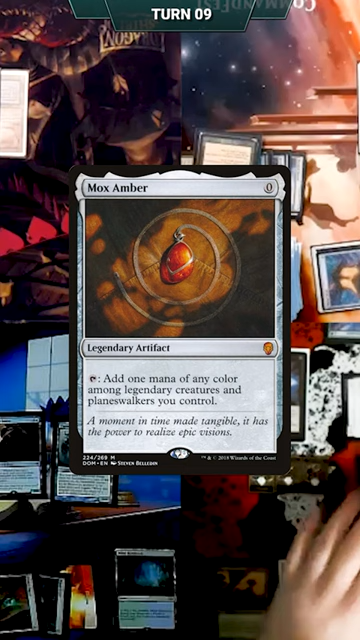 TURN 09
Mox Amber
0
Legendary Artifact
: Add one mana of any color
among legendary creatures and
planeswalkers you control.
A moment in time made tangible, it has
the power to realize epic visions.
224/269 M
DOM • EN Steven Belledin
™ & © 2018 Wizards of the Coast